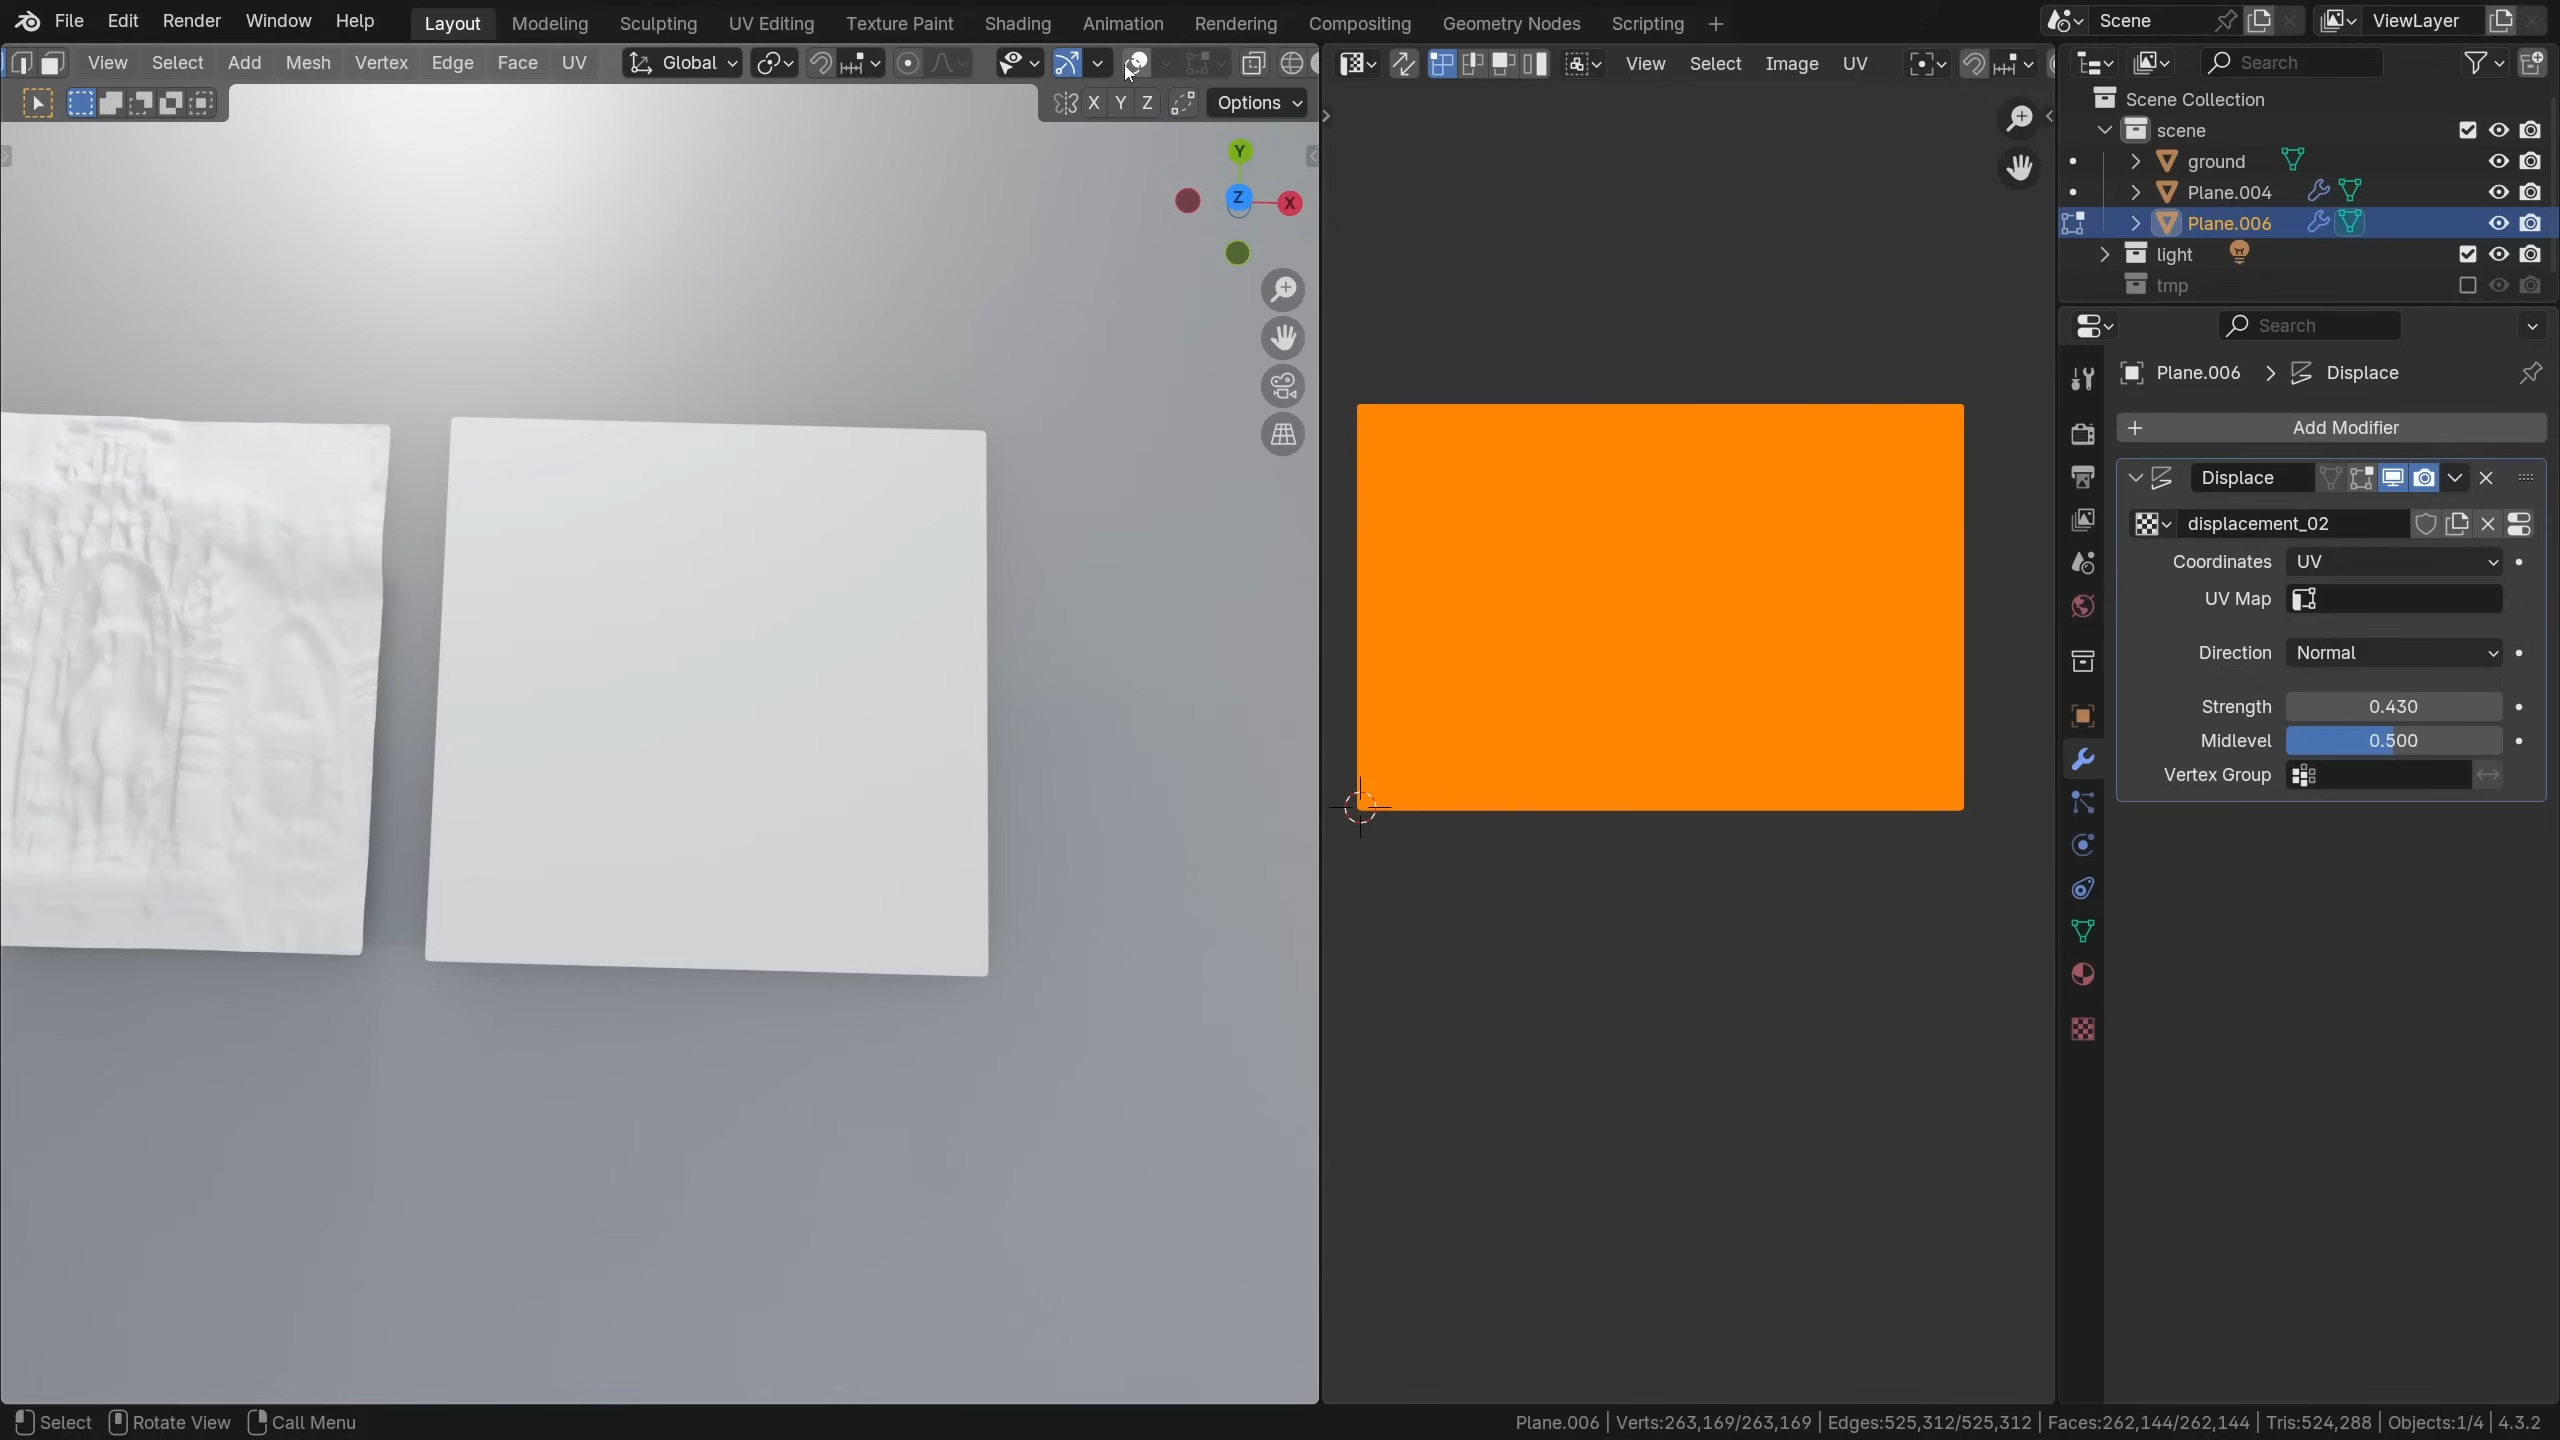 File Edit Render Window Help Layout Modeling Sculpting UV Editing Texture Paint Shading Animation Rendering Compositing Geometry Nodes Scripting Scene ViewLayer
View Select Add Mesh Vertex Edge Face UV Global
X Y Z Options
Y
Z X
View Select Image UV
Search
Scene Collection
scene
ground
Plane.004
Plane.006
light
tmp
Search
Plane.006 Displace
Add Modifier
Displace
displacement_02
Coordinates UV
UV Map
Direction Normal
Strength 0.430
Midlevel 0.500
Vertex Group
Select Rotate View Call Menu
Plane.006 | Verts:263,169/263,169 | Edges:525,312/525,312 | Faces:262,144/262,144 | Tris:524,288 | Objects:1/4 | 4.3.2